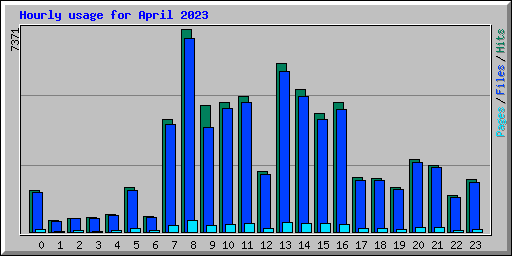 Hourly usage for April 2023
7371
Pages / Files / Hits
0 1 2 3 4 5 6 7 8 9 10 11 12 13 14 15 16 17 18 19 20 21 22 23